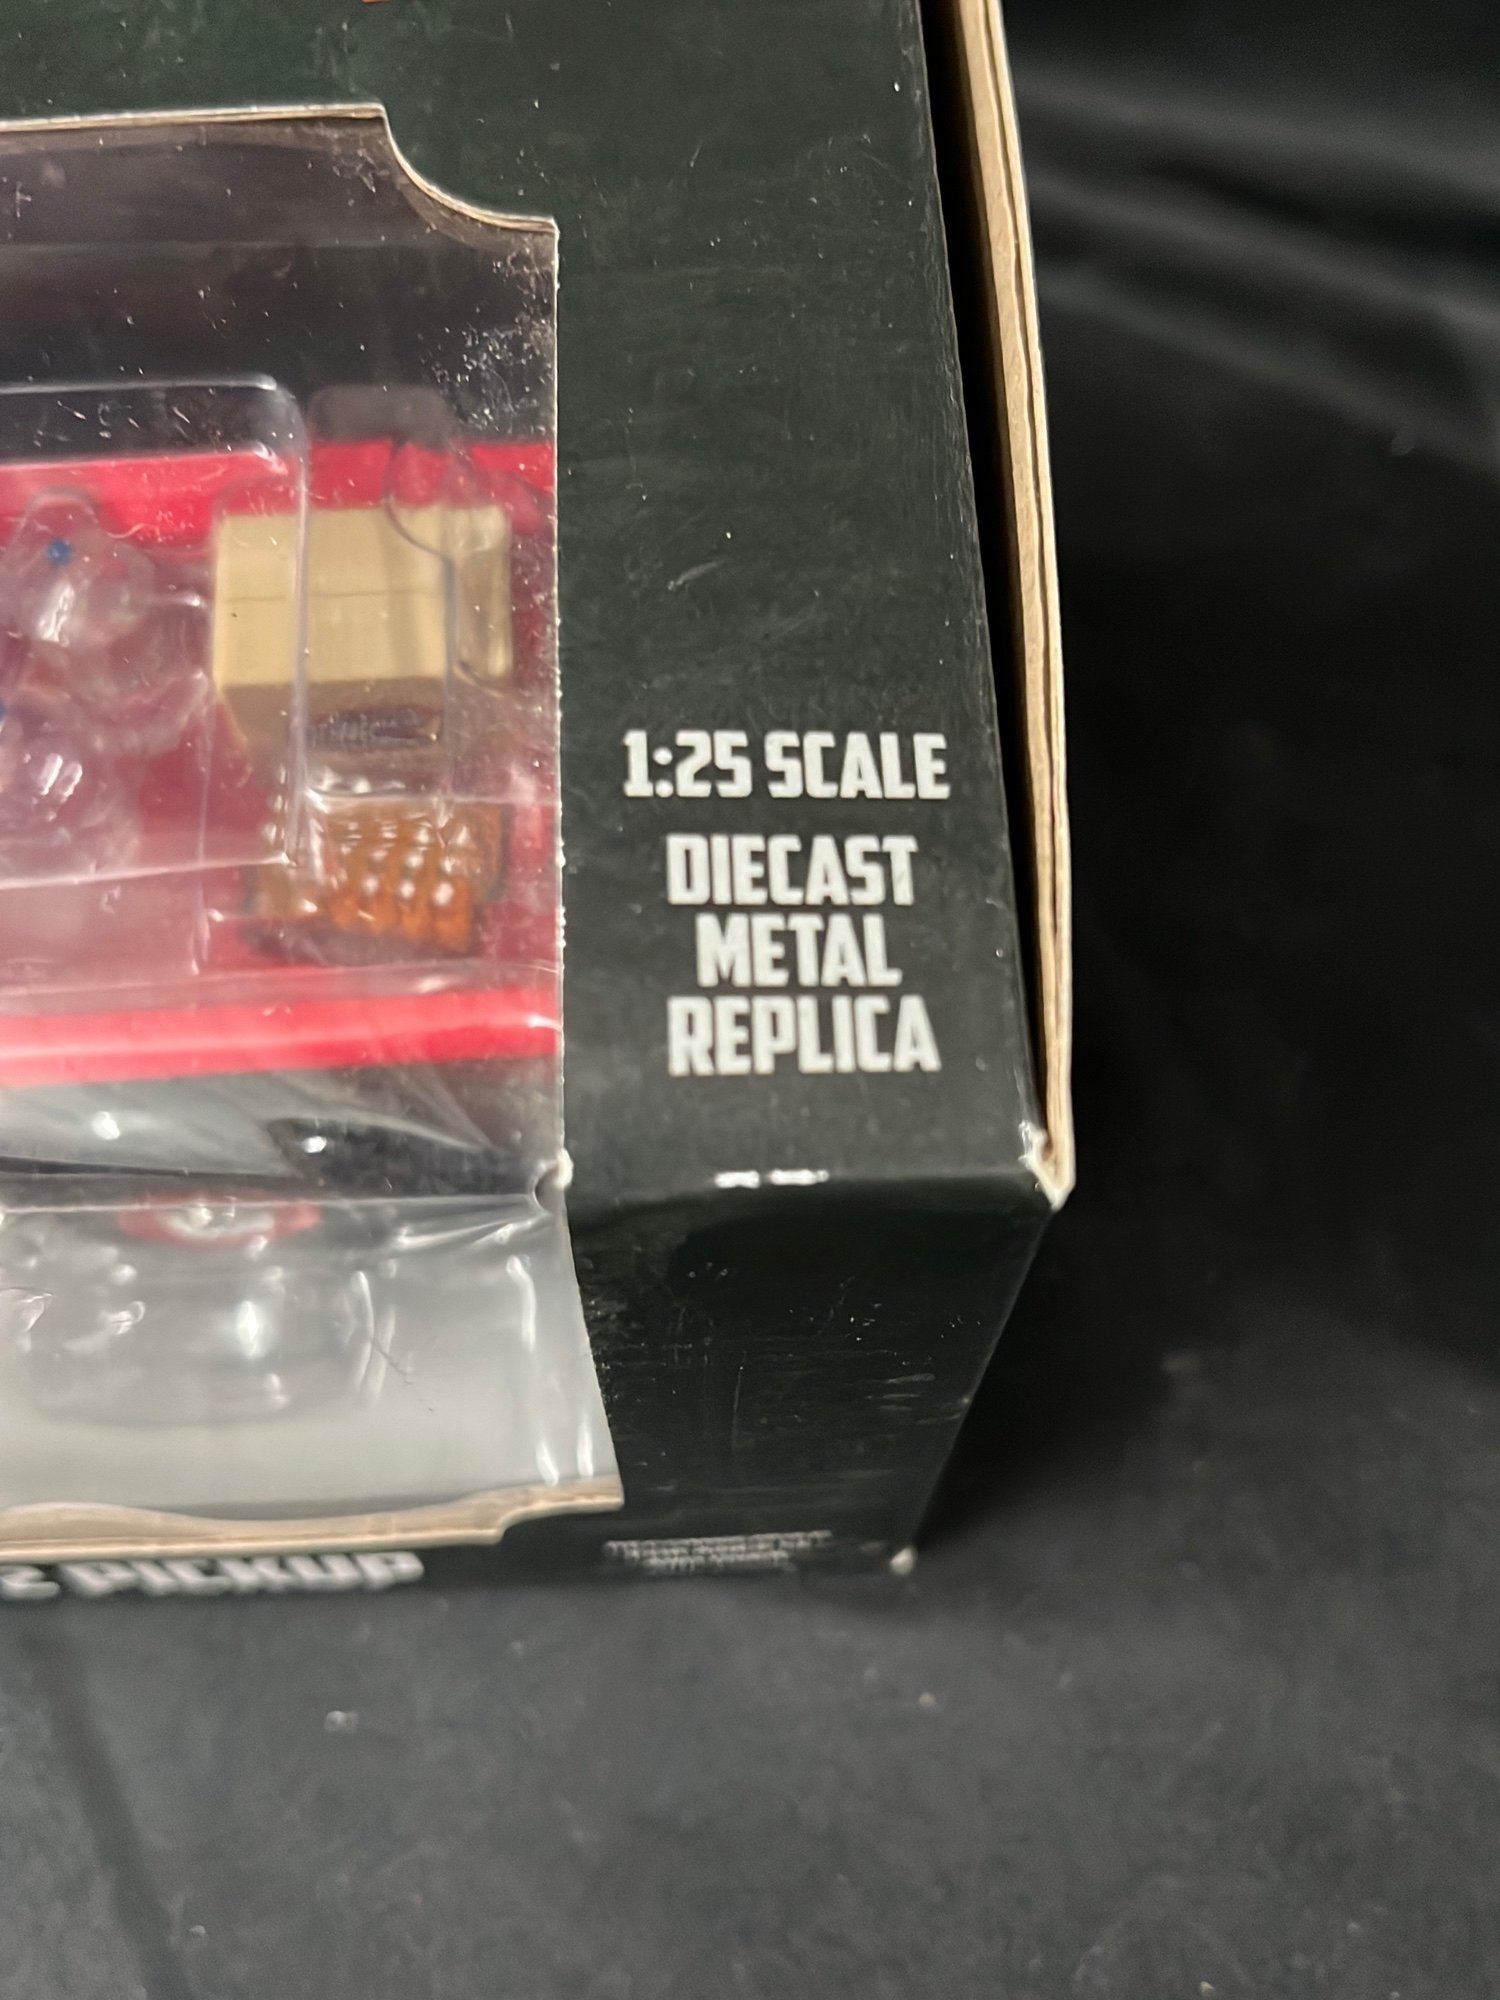 1:25 SCALE
DIECAST
METAL
REPLICA
PICKUP